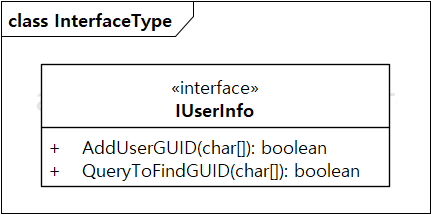 class InterfaceType
«interface»
IUserInfo
+ AddUserGUID(char[]): boolean
+ QueryToFindGUID(char[]): boolean